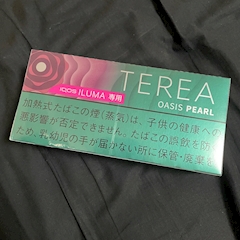 IQOS ILUMA 専用
TEREA
OASIS PEARL
加熱式たばこの煙(蒸気)は、子供の健康への
悪影響が否定できません。たばこの誤飲を防ぐ
ため、乳幼児の手が届かない所に保管・廃棄を